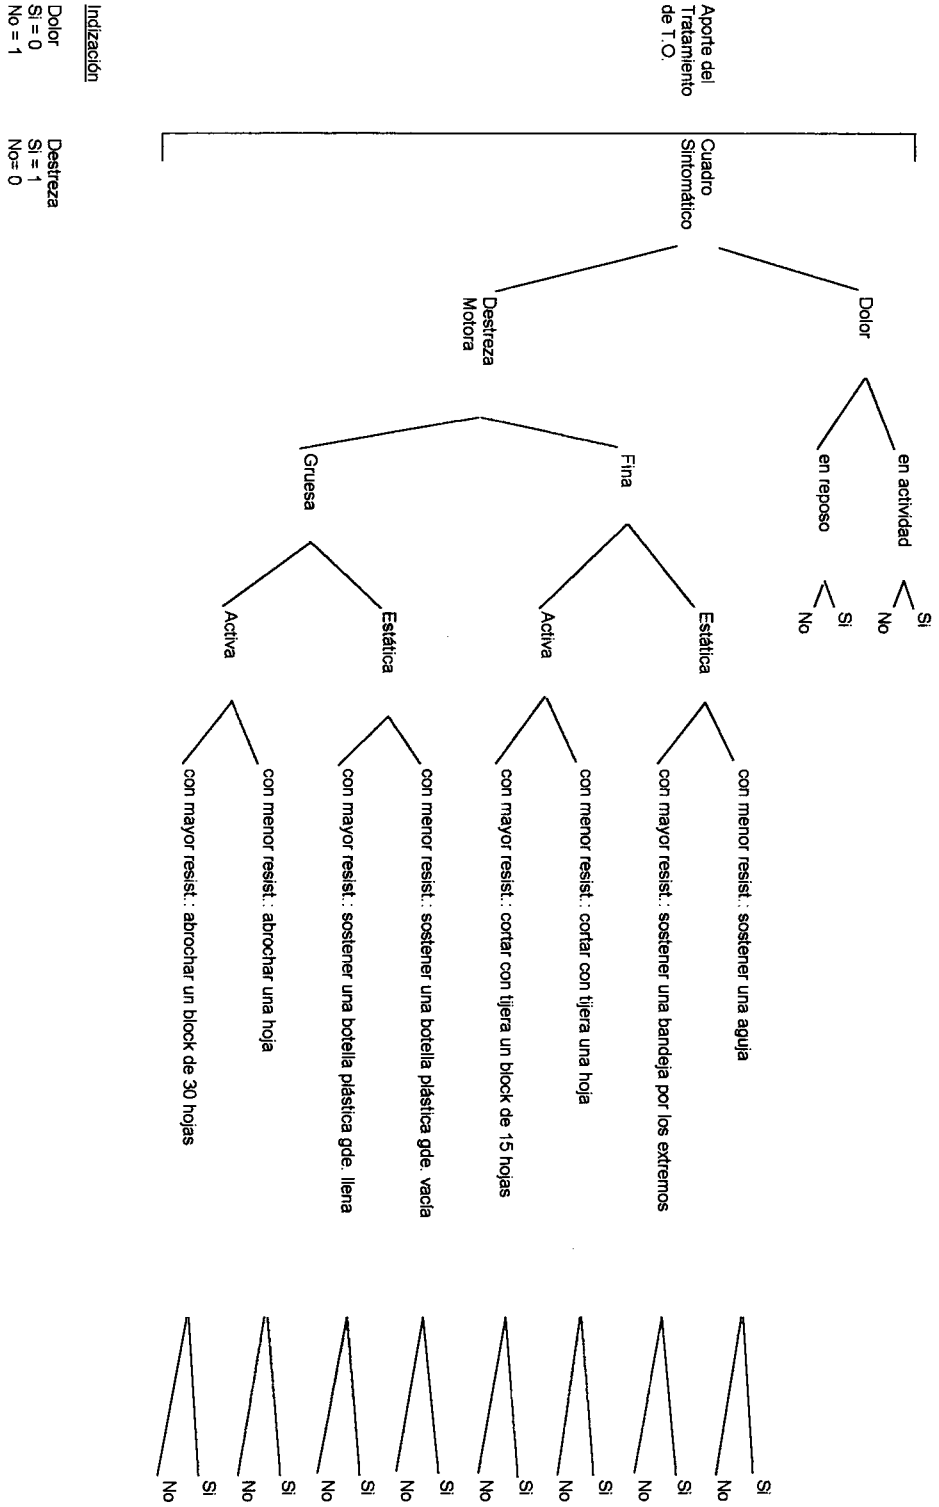 Aporte del
Tratamiento
de T.O.
Cuadro
Sintomático
Dolor
en actividad
Si
No
en reposo
Si
No
Destreza
Motora
Fina
Estática
con menor resist.: sostener una aguja
Si
No
con mayor resist.: sostener una bandeja por los extremos
Si
No
Activa
con menor resist.: cortar con tijera una hoja
Si
No
con mayor resist.: cortar con tijera un block de 15 hojas
Si
No
Gruesa
Estática
con menor resist.: sostener una botella plástica gde. vacía
Si
No
con mayor resist.: sostener una botella plástica gde. llena
Si
No
Activa
con menor resist.: abrochar una hoja
Si
No
con mayor resist.: abrochar un block de 30 hojas
Si
No
Indización
Dolor
Si = 0
No = 1
Destreza
Si = 1
No= 0